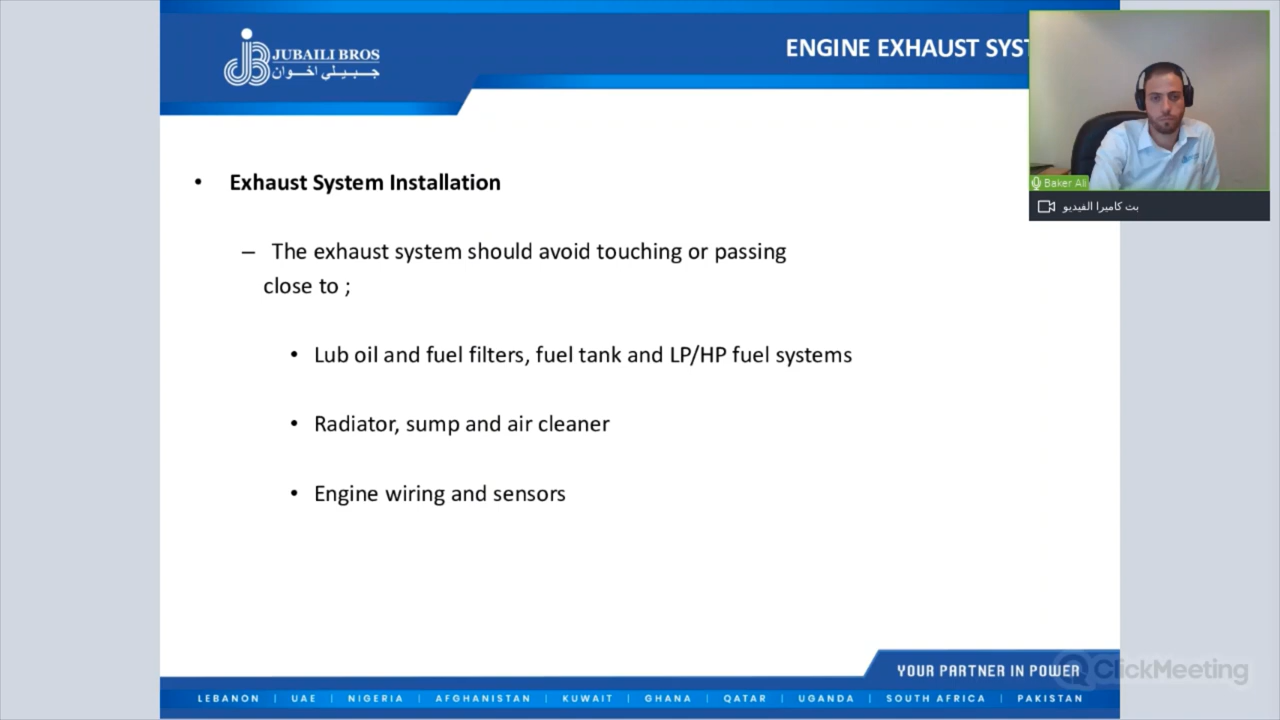 JUBAILI BROS
جبيلي اخوان
ENGINE EXHAUST SYST
• Exhaust System Installation
– The exhaust system should avoid touching or passing
close to ;
• Lub oil and fuel filters, fuel tank and LP/HP fuel systems
• Radiator, sump and air cleaner
• Engine wiring and sensors
Baker Ali
بث كاميرا الفيديو
YOUR PARTNER IN POWER
ClickMeeting
LEBANON | UAE | NIGERIA | AFGHANISTAN | KUWAIT | GHANA | QATAR | UGANDA | SOUTH AFRICA | PAKISTAN